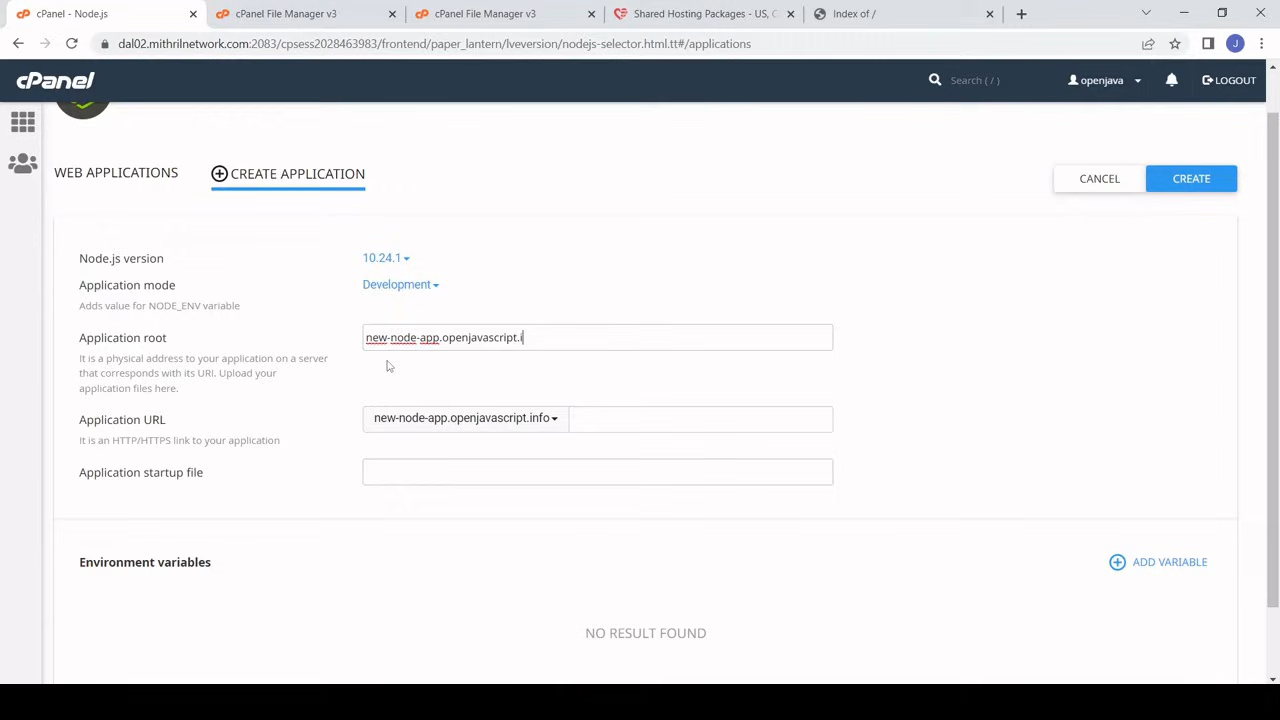 cPanel - Node.js
cPanel File Manager v3
cPanel File Manager v3
Shared Hosting Packages - US, C
Index of /
dal02.mithrilnetwork.com:2083/cpsess2028463983/frontend/paper_lantern/lveversion/nodejs-selector.html.tt#/applications
J
cPanel
Search ( / )
openjava
LOGOUT
WEB APPLICATIONS
CREATE APPLICATION
CANCEL
CREATE
Node.js version
10.24.1
Application mode
Development
Adds value for NODE_ENV variable
Application root
new-node-app.openjavascript.i
It is a physical address to your application on a server
that corresponds with its URI. Upload your
application files here.
Application URL
new-node-app.openjavascript.info
It is an HTTP/HTTPS link to your application
Application startup file
Environment variables
ADD VARIABLE
NO RESULT FOUND